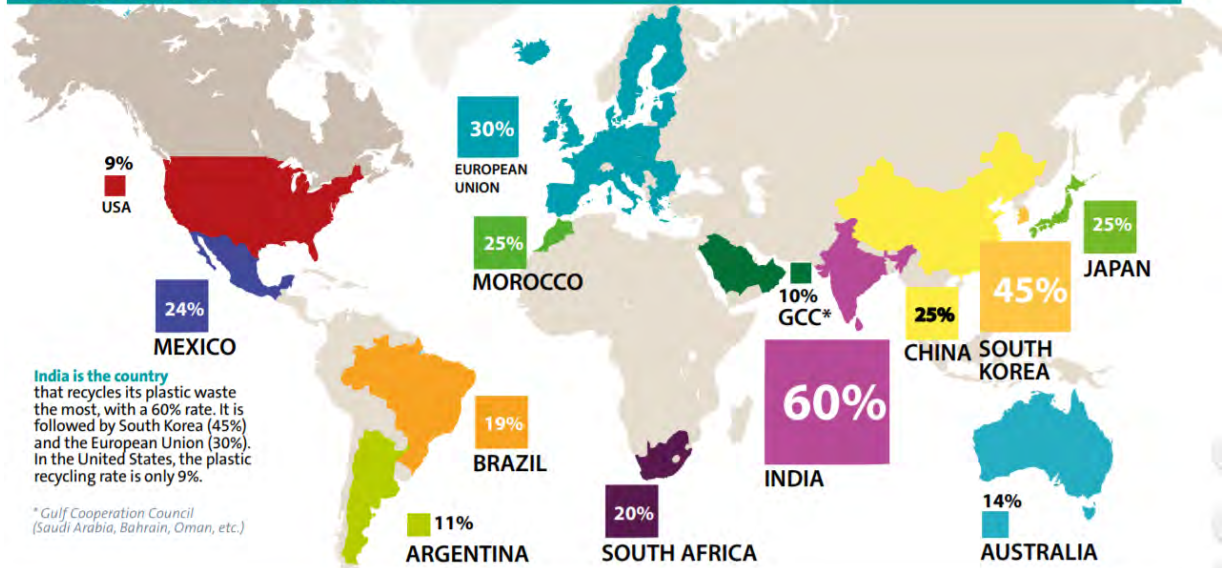 9%
USA
24%
MEXICO
India is the country
that recycles its plastic waste
the most, with a 60% rate. It is
followed by South Korea (45%)
and the European Union (30%).
In the United States, the plastic
recycling rate is only 9%.
* Gulf Cooperation Council
(Saudi Arabia, Bahrain, Oman, etc.)
30%
EUROPEAN
UNION
25%
MOROCCO
19%
BRAZIL
11%
ARGENTINA
20%
SOUTH AFRICA
10%
GCC*
60%
INDIA
25%
CHINA
45%
SOUTH
KOREA
25%
JAPAN
14%
AUSTRALIA